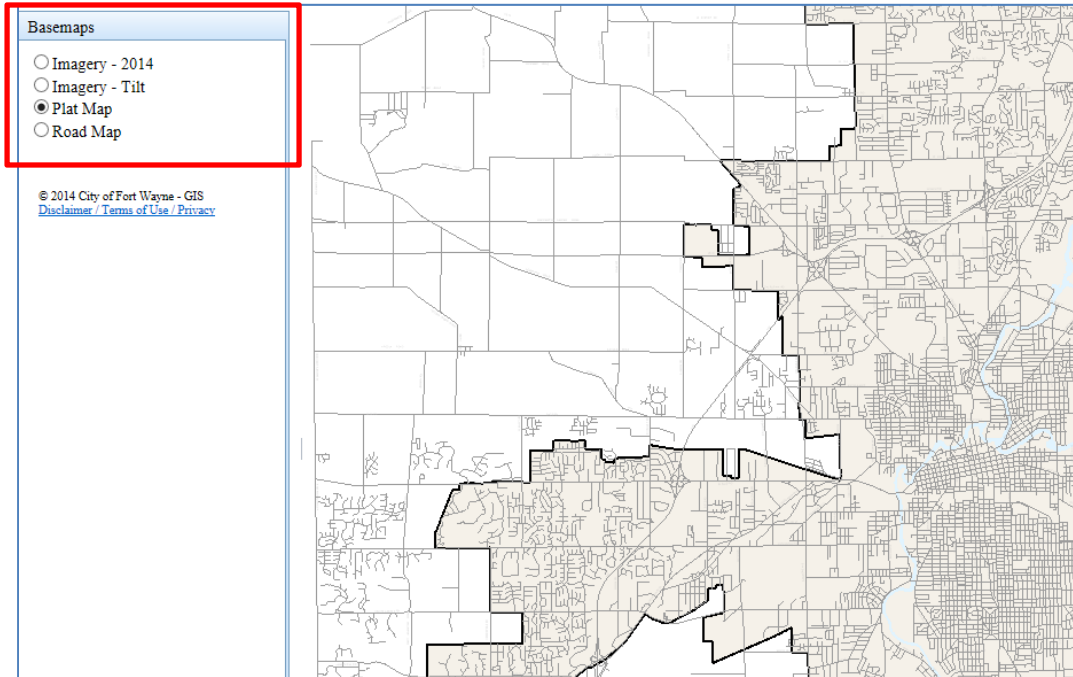 Basemaps
Imagery - 2014
Imagery - Tilt
Plat Map
Road Map
© 2014 City of Fort Wayne - GIS
Disclaimer / Terms of Use / Privacy